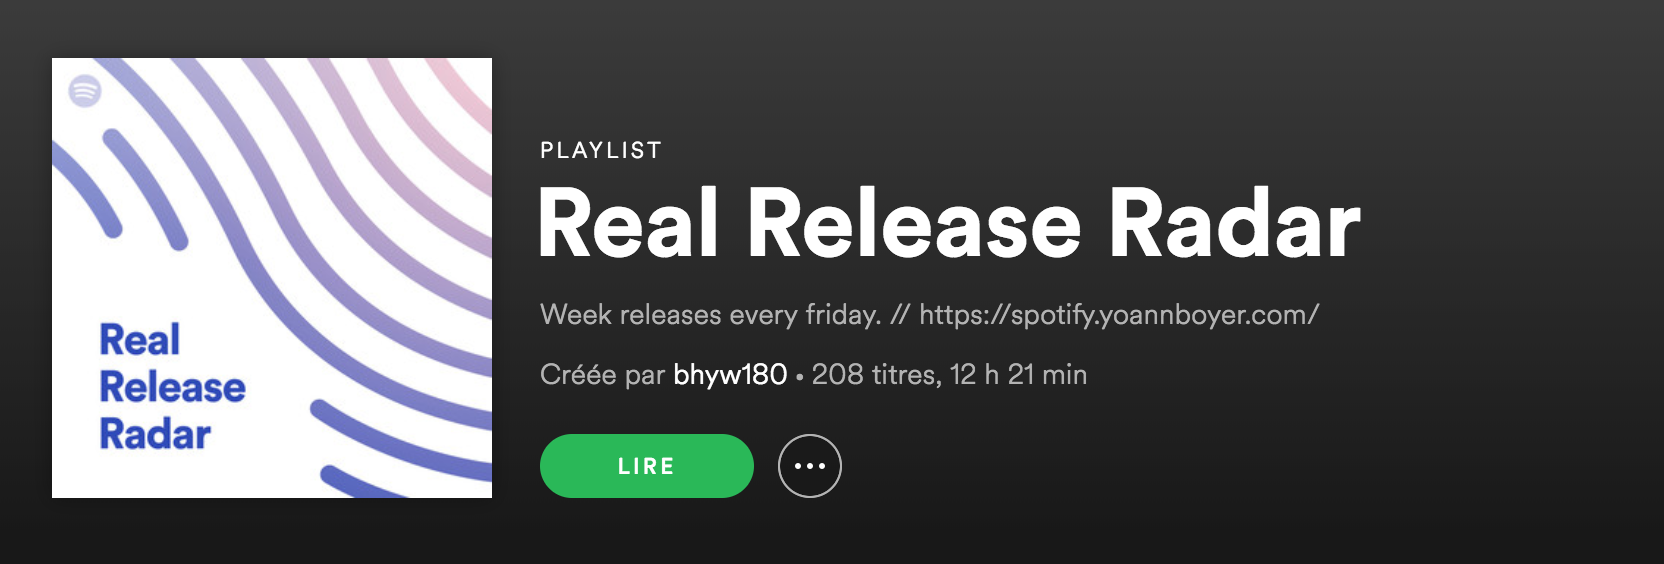 Real
Release
Radar
PLAYLIST
Real Release Radar
Week releases every friday. // https://spotify.yoannboyer.com/
Créée par bhyw180 • 208 titres, 12 h 21 min
LIRE